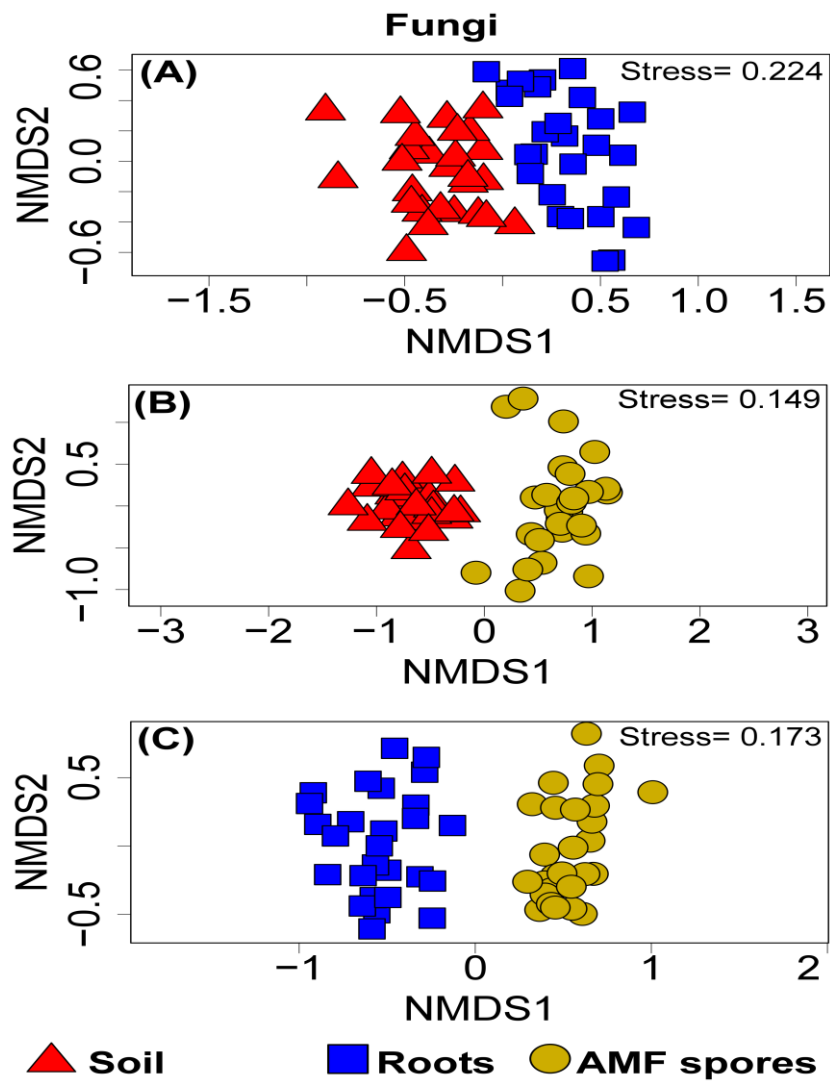 Fungi
(A) Stress= 0.224
0.6
0.0
−0.6
NMDS2
−1.5 −0.5 0.5 1.0 1.5
NMDS1
(B) Stress= 0.149
0.5
−1.0
NMDS2
−3 −2 −1 0 1 2 3
NMDS1
(C) Stress= 0.173
0.5
−0.5
NMDS2
−1 0 1 2
NMDS1
Soil Roots AMF spores